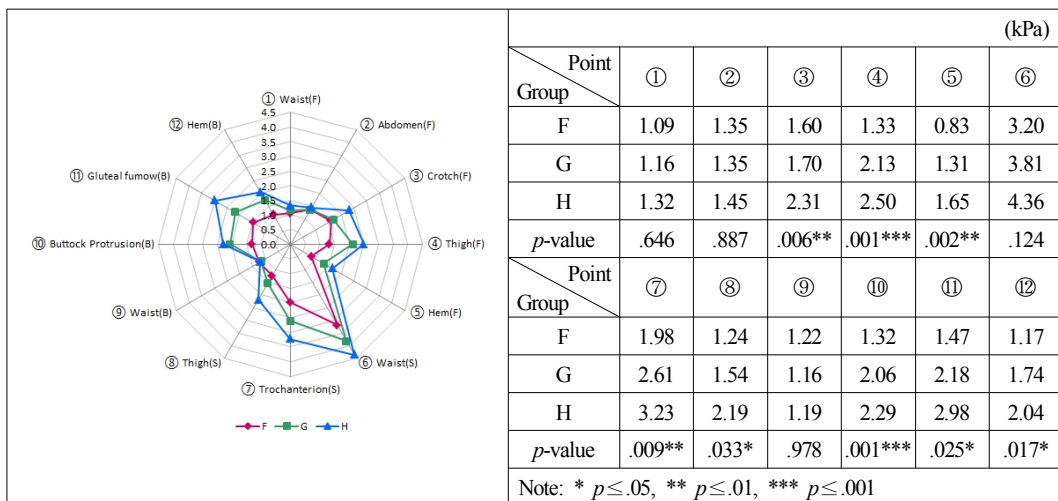 ① Waist(F)
② Abdomen(F)
③ Crotch(F)
④ Thigh(F)
⑤ Hem(F)
⑥ Waist(S)
⑦ Trochanterion(S)
⑧ Thigh(S)
⑨ Waist(B)
⑩ Buttock Protrusion(B)
⑪ Gluteal fumow(B)
⑫ Hem(B)
4.5
4.0
3.5
3.0
2.5
2.0
1.5
1.0
0.5
0.0
F G H
(kPa)
Point
Group ① ② ③ ④ ⑤ ⑥
F 1.09 1.35 1.60 1.33 0.83 3.20
G 1.16 1.35 1.70 2.13 1.31 3.81
H 1.32 1.45 2.31 2.50 1.65 4.36
p-value .646 .887 .006** .001*** .002** .124
Point
Group ⑦ ⑧ ⑨ ⑩ ⑪ ⑫
F 1.98 1.24 1.22 1.32 1.47 1.17
G 2.61 1.54 1.16 2.06 2.18 1.74
H 3.23 2.19 1.19 2.29 2.98 2.04
p-value .009** .033* .978 .001*** .025* .017*
Note: * p≤.05, ** p≤.01, *** p≤.001